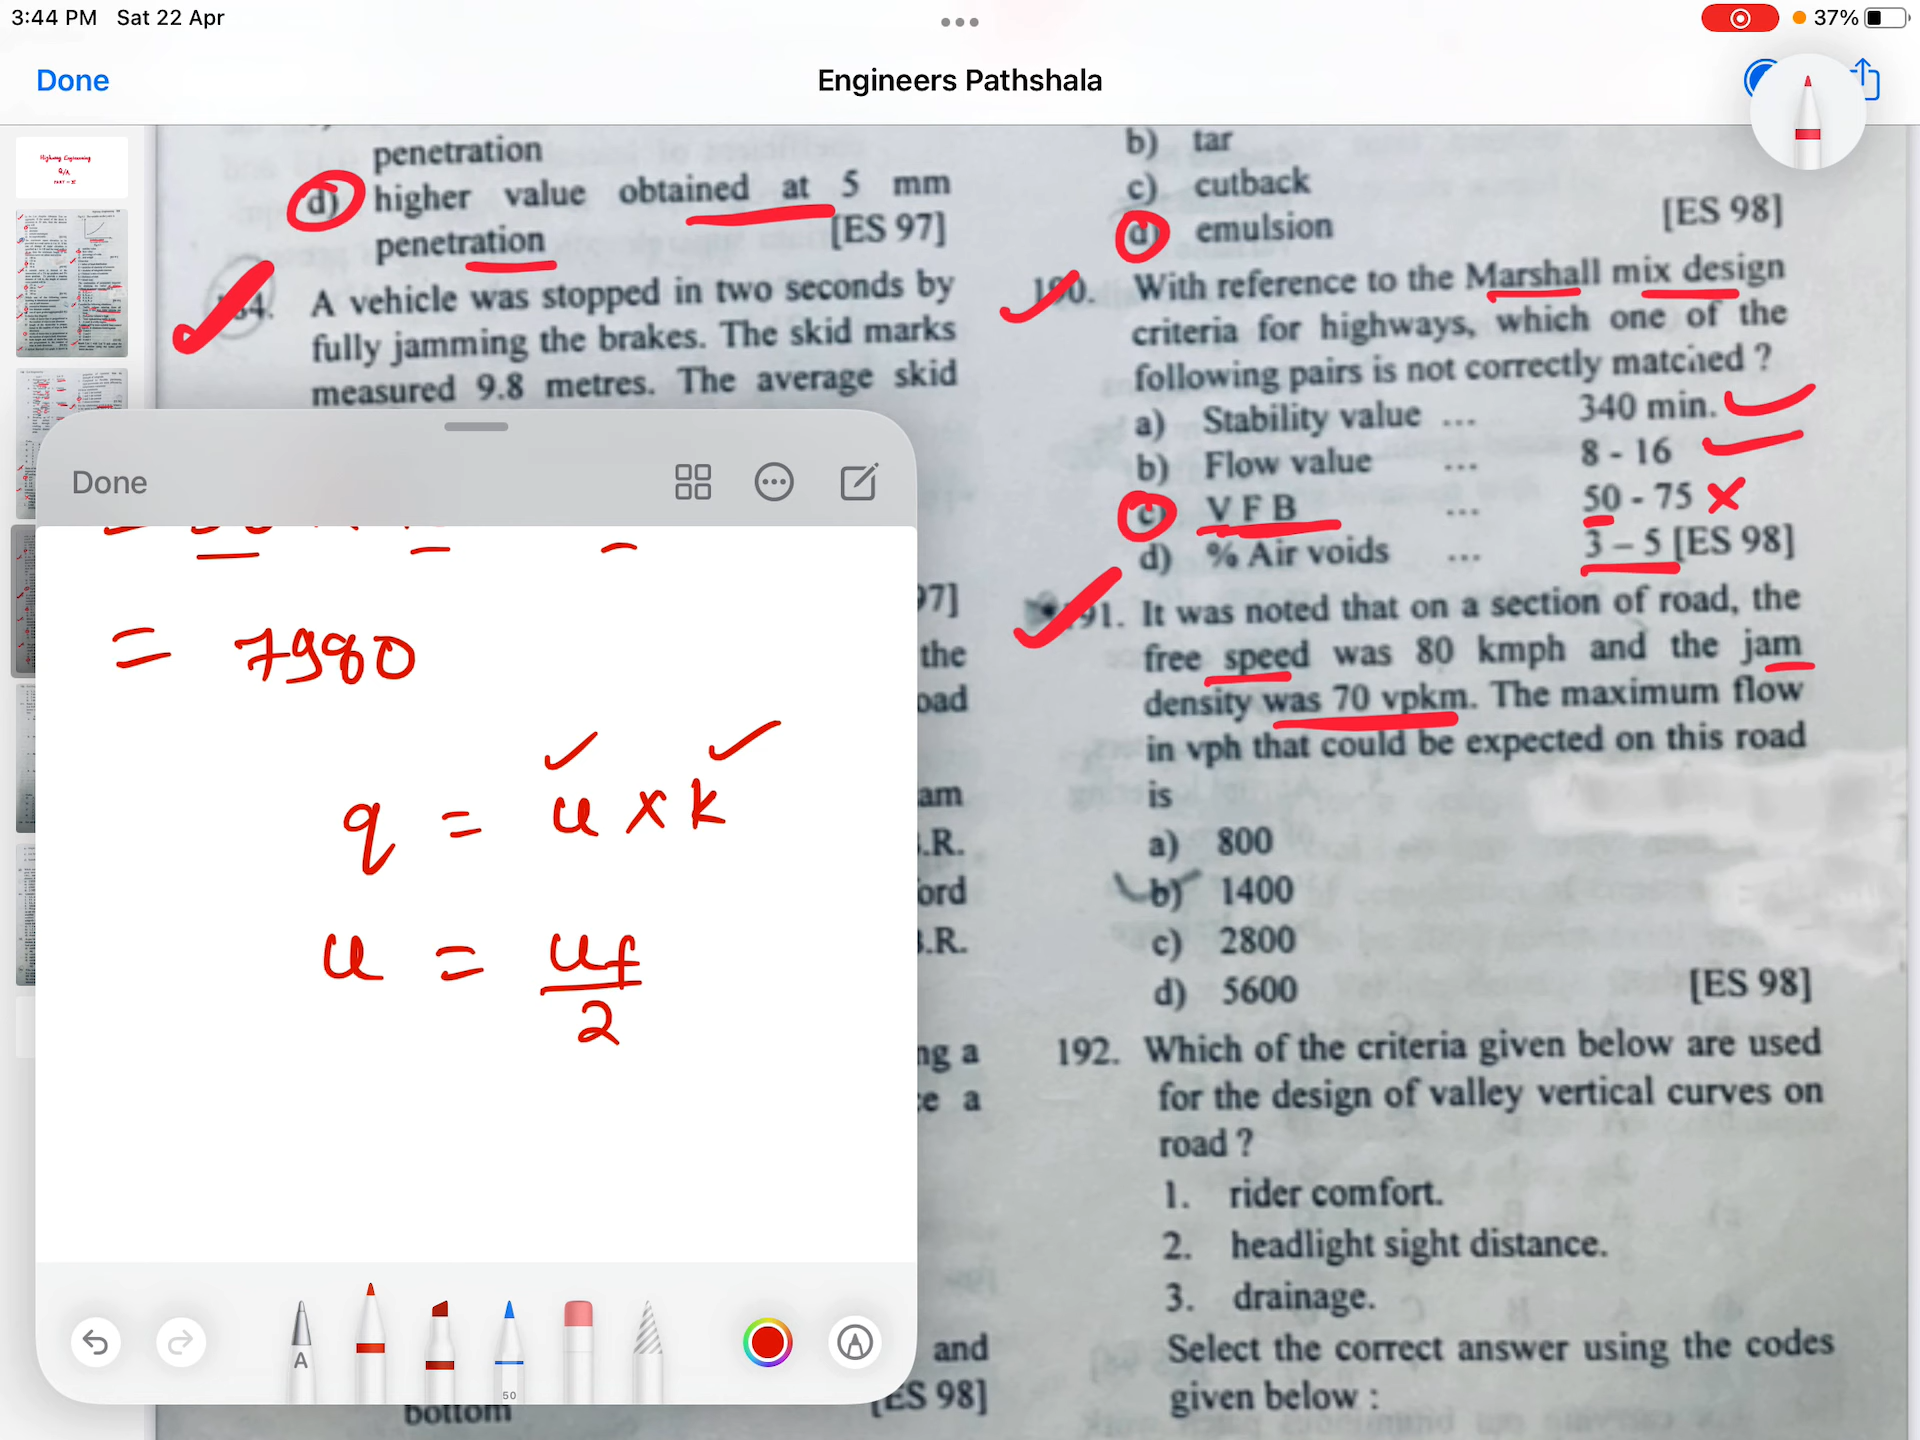 3:44 PM Sat 22 Apr
37%
Done
Engineers Pathshala
penetration
d) higher value obtained at 5 mm
penetration [ES 97]
A vehicle was stopped in two seconds by
fully jamming the brakes. The skid marks
measured 9.8 metres. The average skid
Done
= 7980
q = u x k
u = uf
2
A
50
97]
the
oad
am
.R.
ord
.R.
ng a
e a
and
[ES 98]
bottom
b) tar
c) cutback
d) emulsion [ES 98]
190. With reference to the Marshall mix design
criteria for highways, which one of the
following pairs is not correctly matched ?
a) Stability value ... 340 min.
b) Flow value ... 8 - 16
c) V F B ... 50 - 75
d) % Air voids ... 3 – 5 [ES 98]
191. It was noted that on a section of road, the
free speed was 80 kmph and the jam
density was 70 vpkm. The maximum flow
in vph that could be expected on this road
is
a) 800
b) 1400
c) 2800
d) 5600 [ES 98]
192. Which of the criteria given below are used
for the design of valley vertical curves on
road ?
1. rider comfort.
2. headlight sight distance.
3. drainage.
Select the correct answer using the codes
given below :